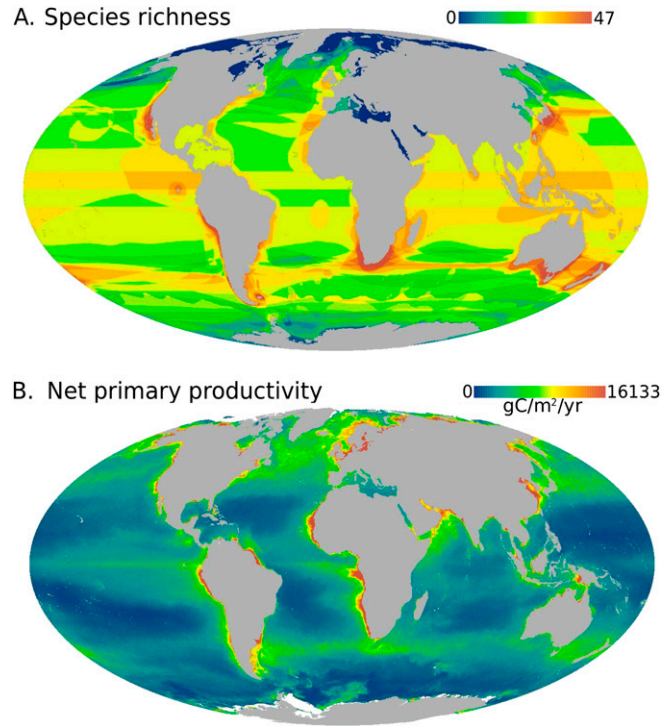 A. Species richness
0 47
B. Net primary productivity
0 16133
gC/m²/yr